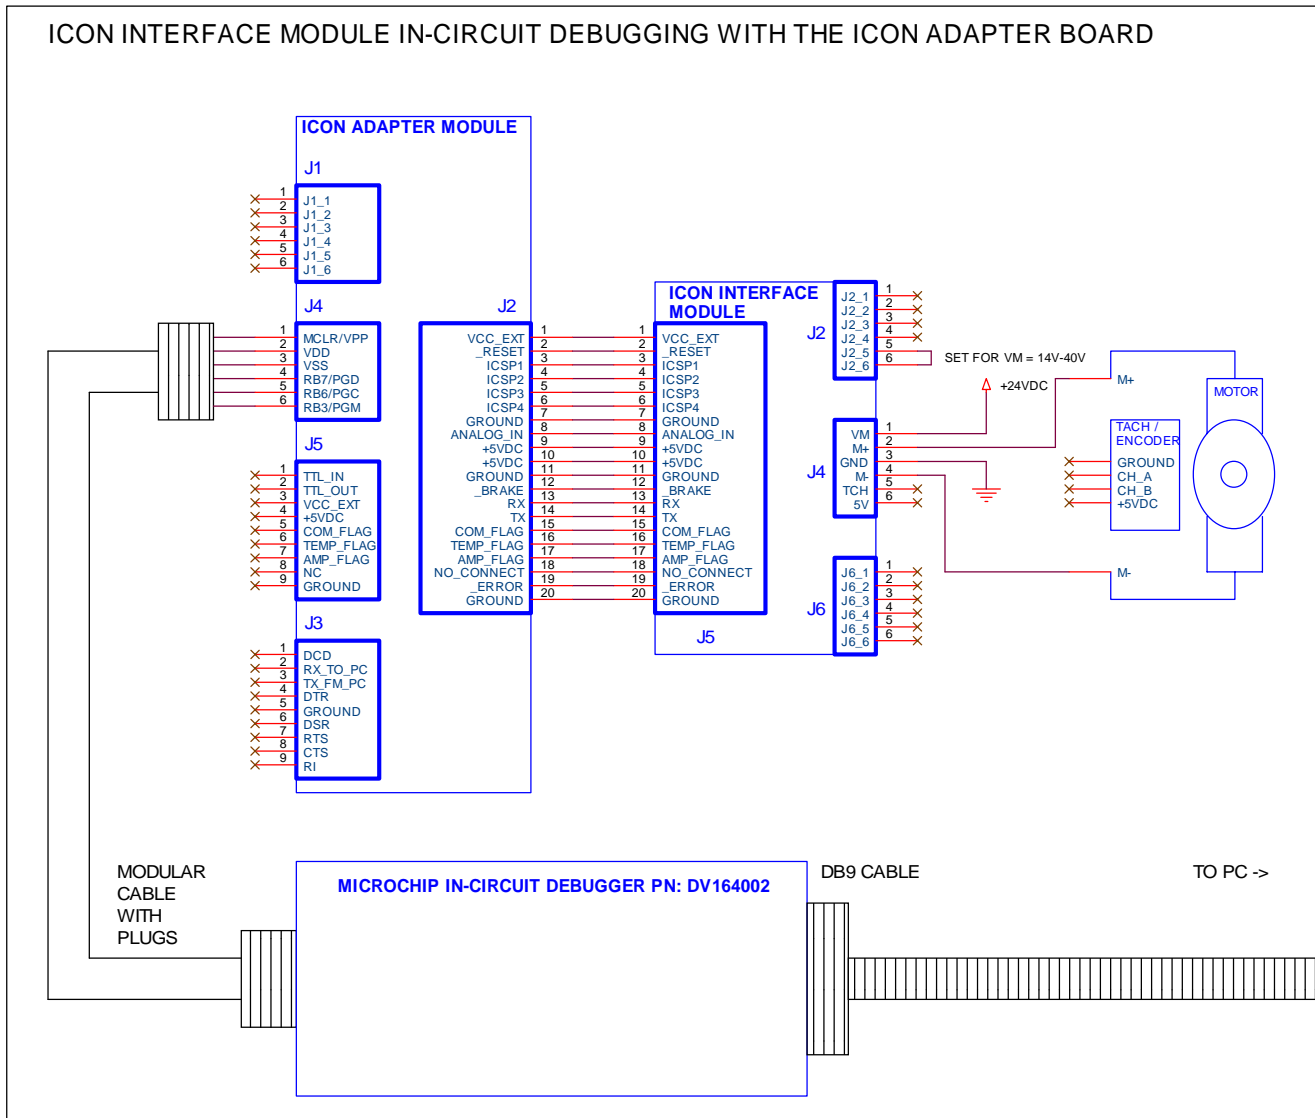 ICON INTERFACE MODULE IN-CIRCUIT DEBUGGING WITH THE ICON ADAPTER BOARD
ICON ADAPTER MODULE
J1
1 J1_1
2 J1_2
3 J1_3
4 J1_4
5 J1_5
6 J1_6
J4
1 MCLR/VPP
2 VDD
3 VSS
4 RB7/PGD
5 RB6/PGC
6 RB3/PGM
J5
1 TTL_IN
2 TTL_OUT
3 VCC_EXT
4 +5VDC
5 COM_FLAG
6 TEMP_FLAG
7 AMP_FLAG
8 NC
9 GROUND
J3
1 DCD
2 RX_TO_PC
3 TX_FM_PC
4 DTR
5 GROUND
6 DSR
7 RTS
8 CTS
9 RI
J2
VCC_EXT 1
_RESET 2
ICSP1 3
ICSP2 4
ICSP3 5
ICSP4 6
GROUND 7
ANALOG_IN 8
+5VDC 9
+5VDC 10
GROUND 11
_BRAKE 12
RX 13
TX 14
COM_FLAG 15
TEMP_FLAG 16
AMP_FLAG 17
NO_CONNECT 18
_ERROR 19
GROUND 20
ICON INTERFACE
MODULE
1 VCC_EXT
2 _RESET
3 ICSP1
4 ICSP2
5 ICSP3
6 ICSP4
7 GROUND
8 ANALOG_IN
9 +5VDC
10 +5VDC
11 GROUND
12 _BRAKE
13 RX
14 TX
15 COM_FLAG
16 TEMP_FLAG
17 AMP_FLAG
18 NO_CONNECT
19 _ERROR
20 GROUND
J5
J2
J2_1 1
J2_2 2
J2_3 3
J2_4 4
J2_5 5
J2_6 6
SET FOR VM = 14V-40V
+24VDC
J4
VM 1
M+ 2
GND 3
M- 4
TCH 5
5V 6
J6
J6_1 1
J6_2 2
J6_3 3
J6_4 4
J6_5 5
J6_6 6
M+
MOTOR
TACH /
ENCODER
GROUND
CH_A
CH_B
+5VDC
M-
MODULAR
CABLE
WITH
PLUGS
MICROCHIP IN-CIRCUIT DEBUGGER PN: DV164002
DB9 CABLE
TO PC ->